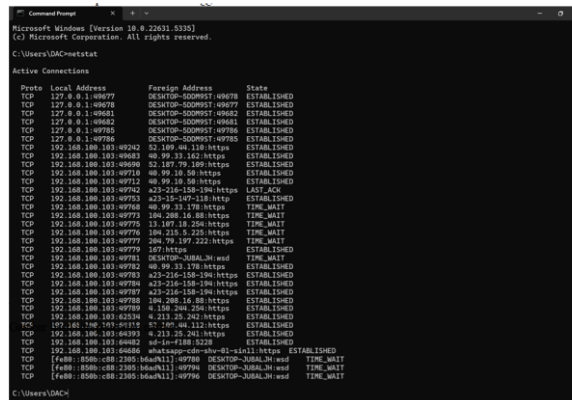 Command Prompt
Microsoft Windows [Version 10.0.22631.5335]
(c) Microsoft Corporation. All rights reserved.
C:\Users\DAC>netstat
Active Connections
Proto Local Address Foreign Address State
TCP 127.0.0.1:49677 DESKTOP-5DDM9ST:49678 ESTABLISHED
TCP 127.0.0.1:49678 DESKTOP-5DDM9ST:49677 ESTABLISHED
TCP 127.0.0.1:49681 DESKTOP-5DDM9ST:49682 ESTABLISHED
TCP 127.0.0.1:49682 DESKTOP-5DDM9ST:49681 ESTABLISHED
TCP 127.0.0.1:49785 DESKTOP-5DDM9ST:49786 ESTABLISHED
TCP 127.0.0.1:49786 DESKTOP-5DDM9ST:49785 ESTABLISHED
TCP 192.168.100.103:49242 52.109.44.110:https ESTABLISHED
TCP 192.168.100.103:49683 40.99.33.162:https ESTABLISHED
TCP 192.168.100.103:49690 52.187.79.109:https ESTABLISHED
TCP 192.168.100.103:49710 40.99.10.50:https ESTABLISHED
TCP 192.168.100.103:49712 40.99.10.50:https ESTABLISHED
TCP 192.168.100.103:49742 a23-216-158-194:https LAST_ACK
TCP 192.168.100.103:49753 a23-15-147-118:http ESTABLISHED
TCP 192.168.100.103:49768 40.99.33.178:https TIME_WAIT
TCP 192.168.100.103:49773 104.208.16.88:https TIME_WAIT
TCP 192.168.100.103:49775 13.107.18.254:https TIME_WAIT
TCP 192.168.100.103:49776 104.215.5.225:https TIME_WAIT
TCP 192.168.100.103:49777 204.79.197.222:https TIME_WAIT
TCP 192.168.100.103:49779 167:https ESTABLISHED
TCP 192.168.100.103:49781 DESKTOP-JU8ALJH:wsd TIME_WAIT
TCP 192.168.100.103:49782 40.99.33.178:https ESTABLISHED
TCP 192.168.100.103:49783 a23-216-158-194:https ESTABLISHED
TCP 192.168.100.103:49784 a23-216-158-194:https ESTABLISHED
TCP 192.168.100.103:49787 a23-216-158-194:https ESTABLISHED
TCP 192.168.100.103:49788 104.208.16.88:https ESTABLISHED
TCP 192.168.100.103:49789 4.150.244.254:https ESTABLISHED
TCP 192.168.100.103:62534 4.213.25.242:https ESTABLISHED
TCP 52.109.44.112:https ESTABLISHED
TCP 192.168.100.103:64393 4.213.25.241:https ESTABLISHED
TCP 192.168.100.103:64482 sd-in-f188:5228 ESTABLISHED
TCP 192.168.100.103:64686 whatsapp-cdn-shv-01-sin11:https ESTABLISHED
TCP [fe80::850b:c88:2305:b6ad%11]:49780 DESKTOP-JU8ALJH:wsd TIME_WAIT
TCP [fe80::850b:c88:2305:b6ad%11]:49794 DESKTOP-JU8ALJH:wsd TIME_WAIT
TCP [fe80::850b:c88:2305:b6ad%11]:49796 DESKTOP-JU8ALJH:wsd TIME_WAIT
C:\Users\DAC>